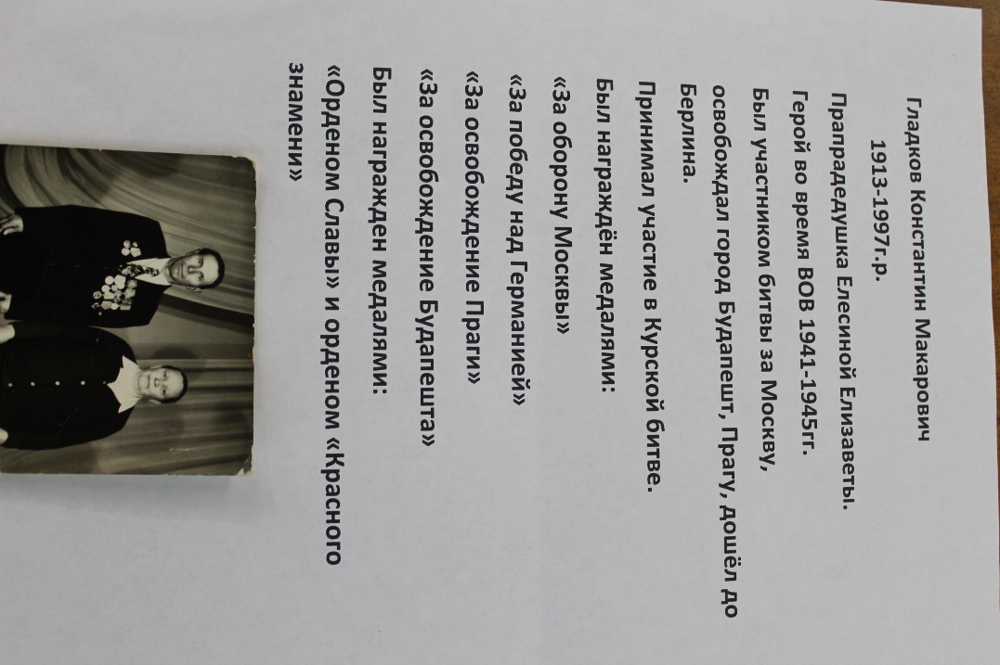 Гладков Константин Макарович
1913-1997г.р.
Прапрадедушка Елесиной Елизаветы.
Герой во время ВОВ 1941-1945гг.
Был участником битвы за Москву,
освобождал город Будапешт, Прагу, дошёл до
Берлина.
Принимал участие в Курской битве.
Был награждён медалями:
«За оборону Москвы»
«За победу над Германией»
«За освобождение Праги»
«За освобождение Будапешта»
Был награжден медалями:
«Орденом Славы» и орденом «Красного
знамени»